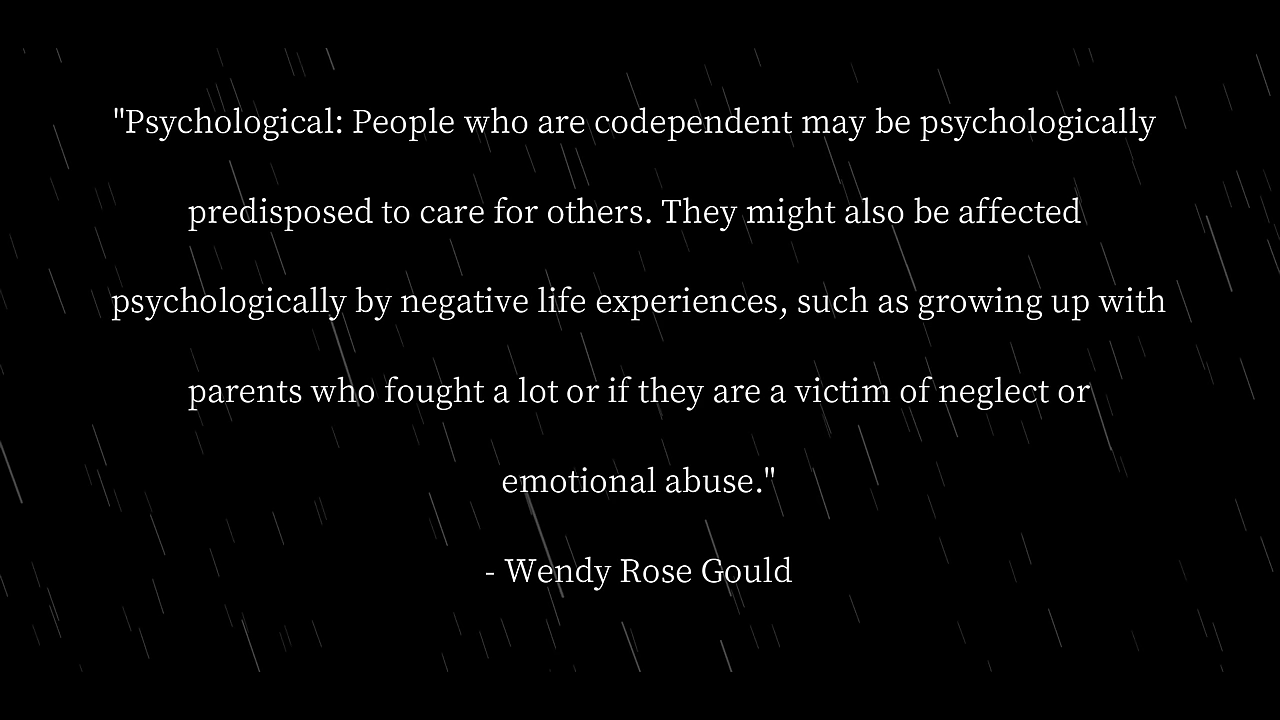 "Psychological: People who are codependent may be psychologically
predisposed to care for others. They might also be affected
psychologically by negative life experiences, such as growing up with
parents who fought a lot or if they are a victim of neglect or
emotional abuse."
- Wendy Rose Gould